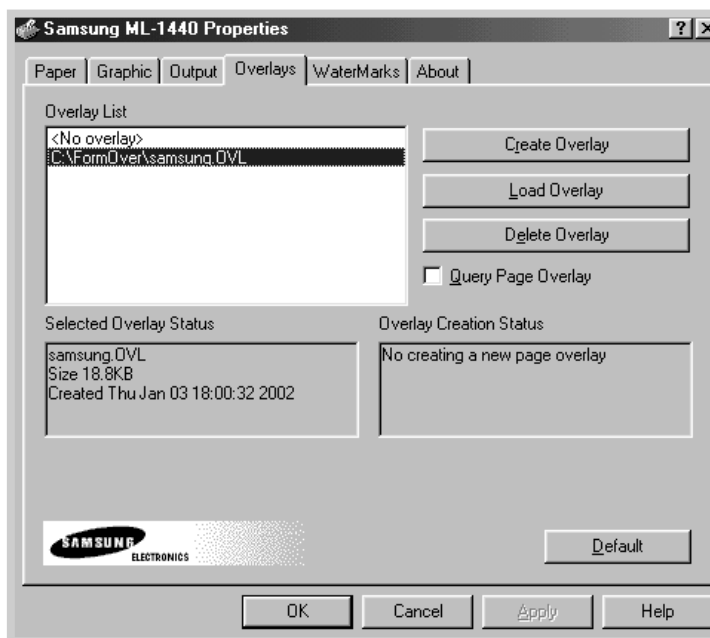 Samsung ML-1440 Properties
Paper Graphic Output Overlays WaterMarks About
Overlay List
<No overlay>
C:\FormOver\samsung.OVL
Create Overlay
Load Overlay
Delete Overlay
Query Page Overlay
Selected Overlay Status
samsung.OVL
Size 18.8KB
Created Thu Jan 03 18:00:32 2002
Overlay Creation Status
No creating a new page overlay
SAMSUNG
ELECTRONICS
Default
OK Cancel Apply Help